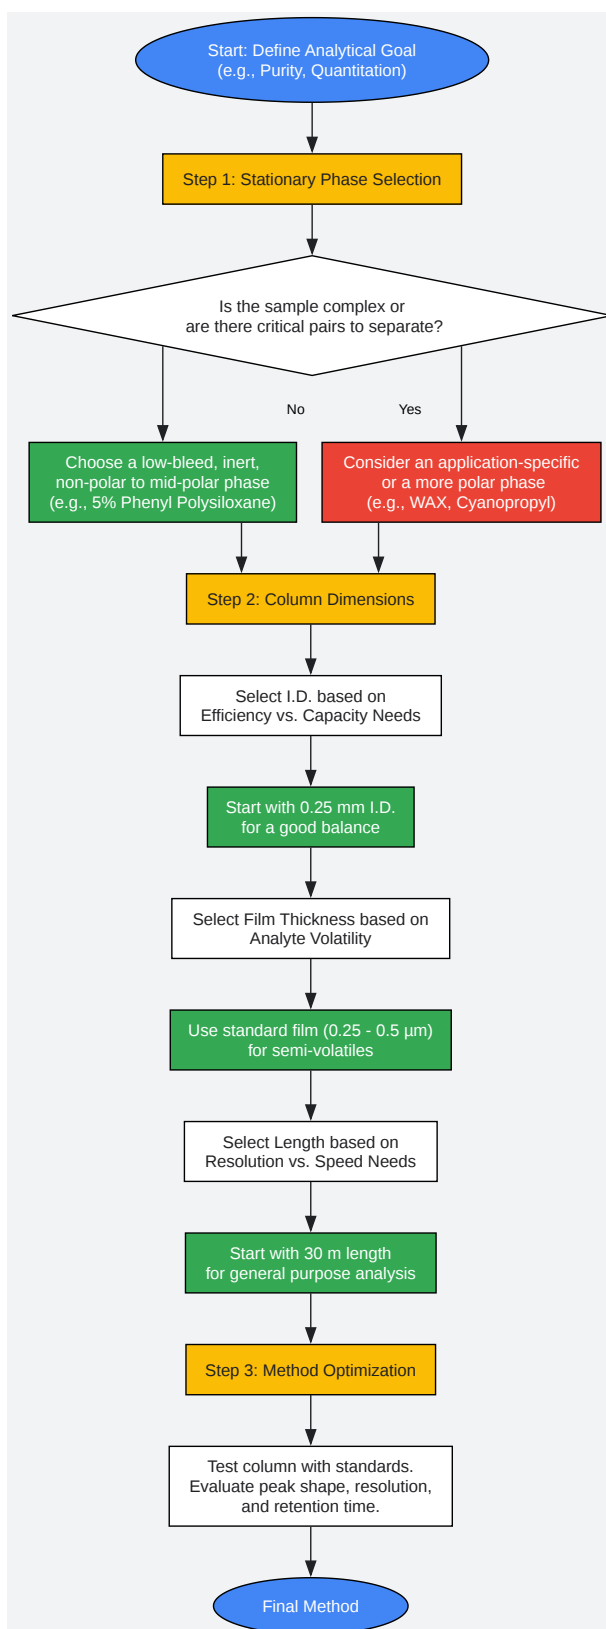 Start: Define Analytical Goal
(e.g., Purity, Quantitation)
Step 1: Stationary Phase Selection
Is the sample complex or
are there critical pairs to separate?
No
Yes
Choose a low-bleed, inert,
non-polar to mid-polar phase
(e.g., 5% Phenyl Polysiloxane)
Consider an application-specific
or a more polar phase
(e.g., WAX, Cyanopropyl)
Step 2: Column Dimensions
Select I.D. based on
Efficiency vs. Capacity Needs
Start with 0.25 mm I.D.
for a good balance
Select Film Thickness based on
Analyte Volatility
Use standard film (0.25 - 0.5 µm)
for semi-volatiles
Select Length based on
Resolution vs. Speed Needs
Start with 30 m length
for general purpose analysis
Step 3: Method Optimization
Test column with standards.
Evaluate peak shape, resolution,
and retention time.
Final Method